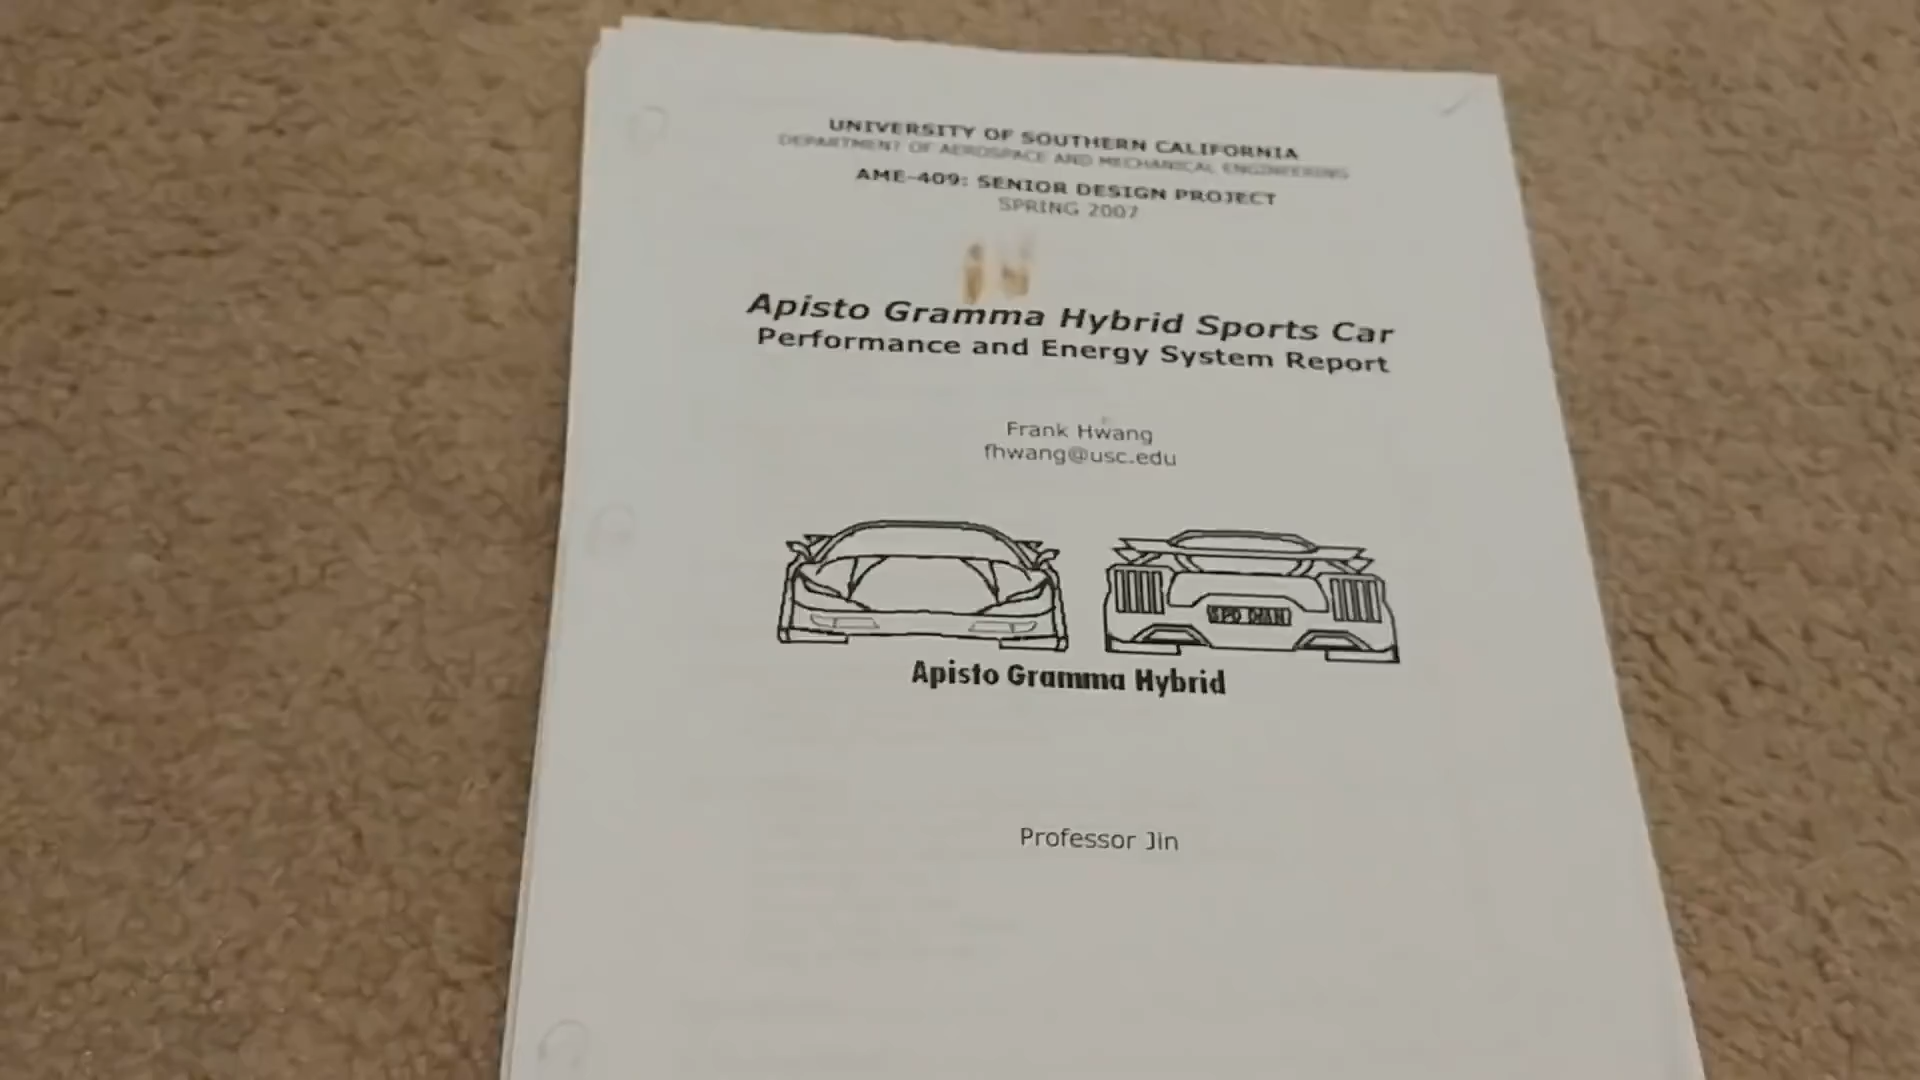 UNIVERSITY OF SOUTHERN CALIFORNIA
DEPARTMENT OF AEROSPACE AND MECHANICAL ENGINEERING
AME-409: SENIOR DESIGN PROJECT
SPRING 2007
Apisto Gramma Hybrid Sports Car
Performance and Energy System Report
Frank Hwang
fhwang@usc.edu
Apisto Gramma Hybrid
Professor Jin